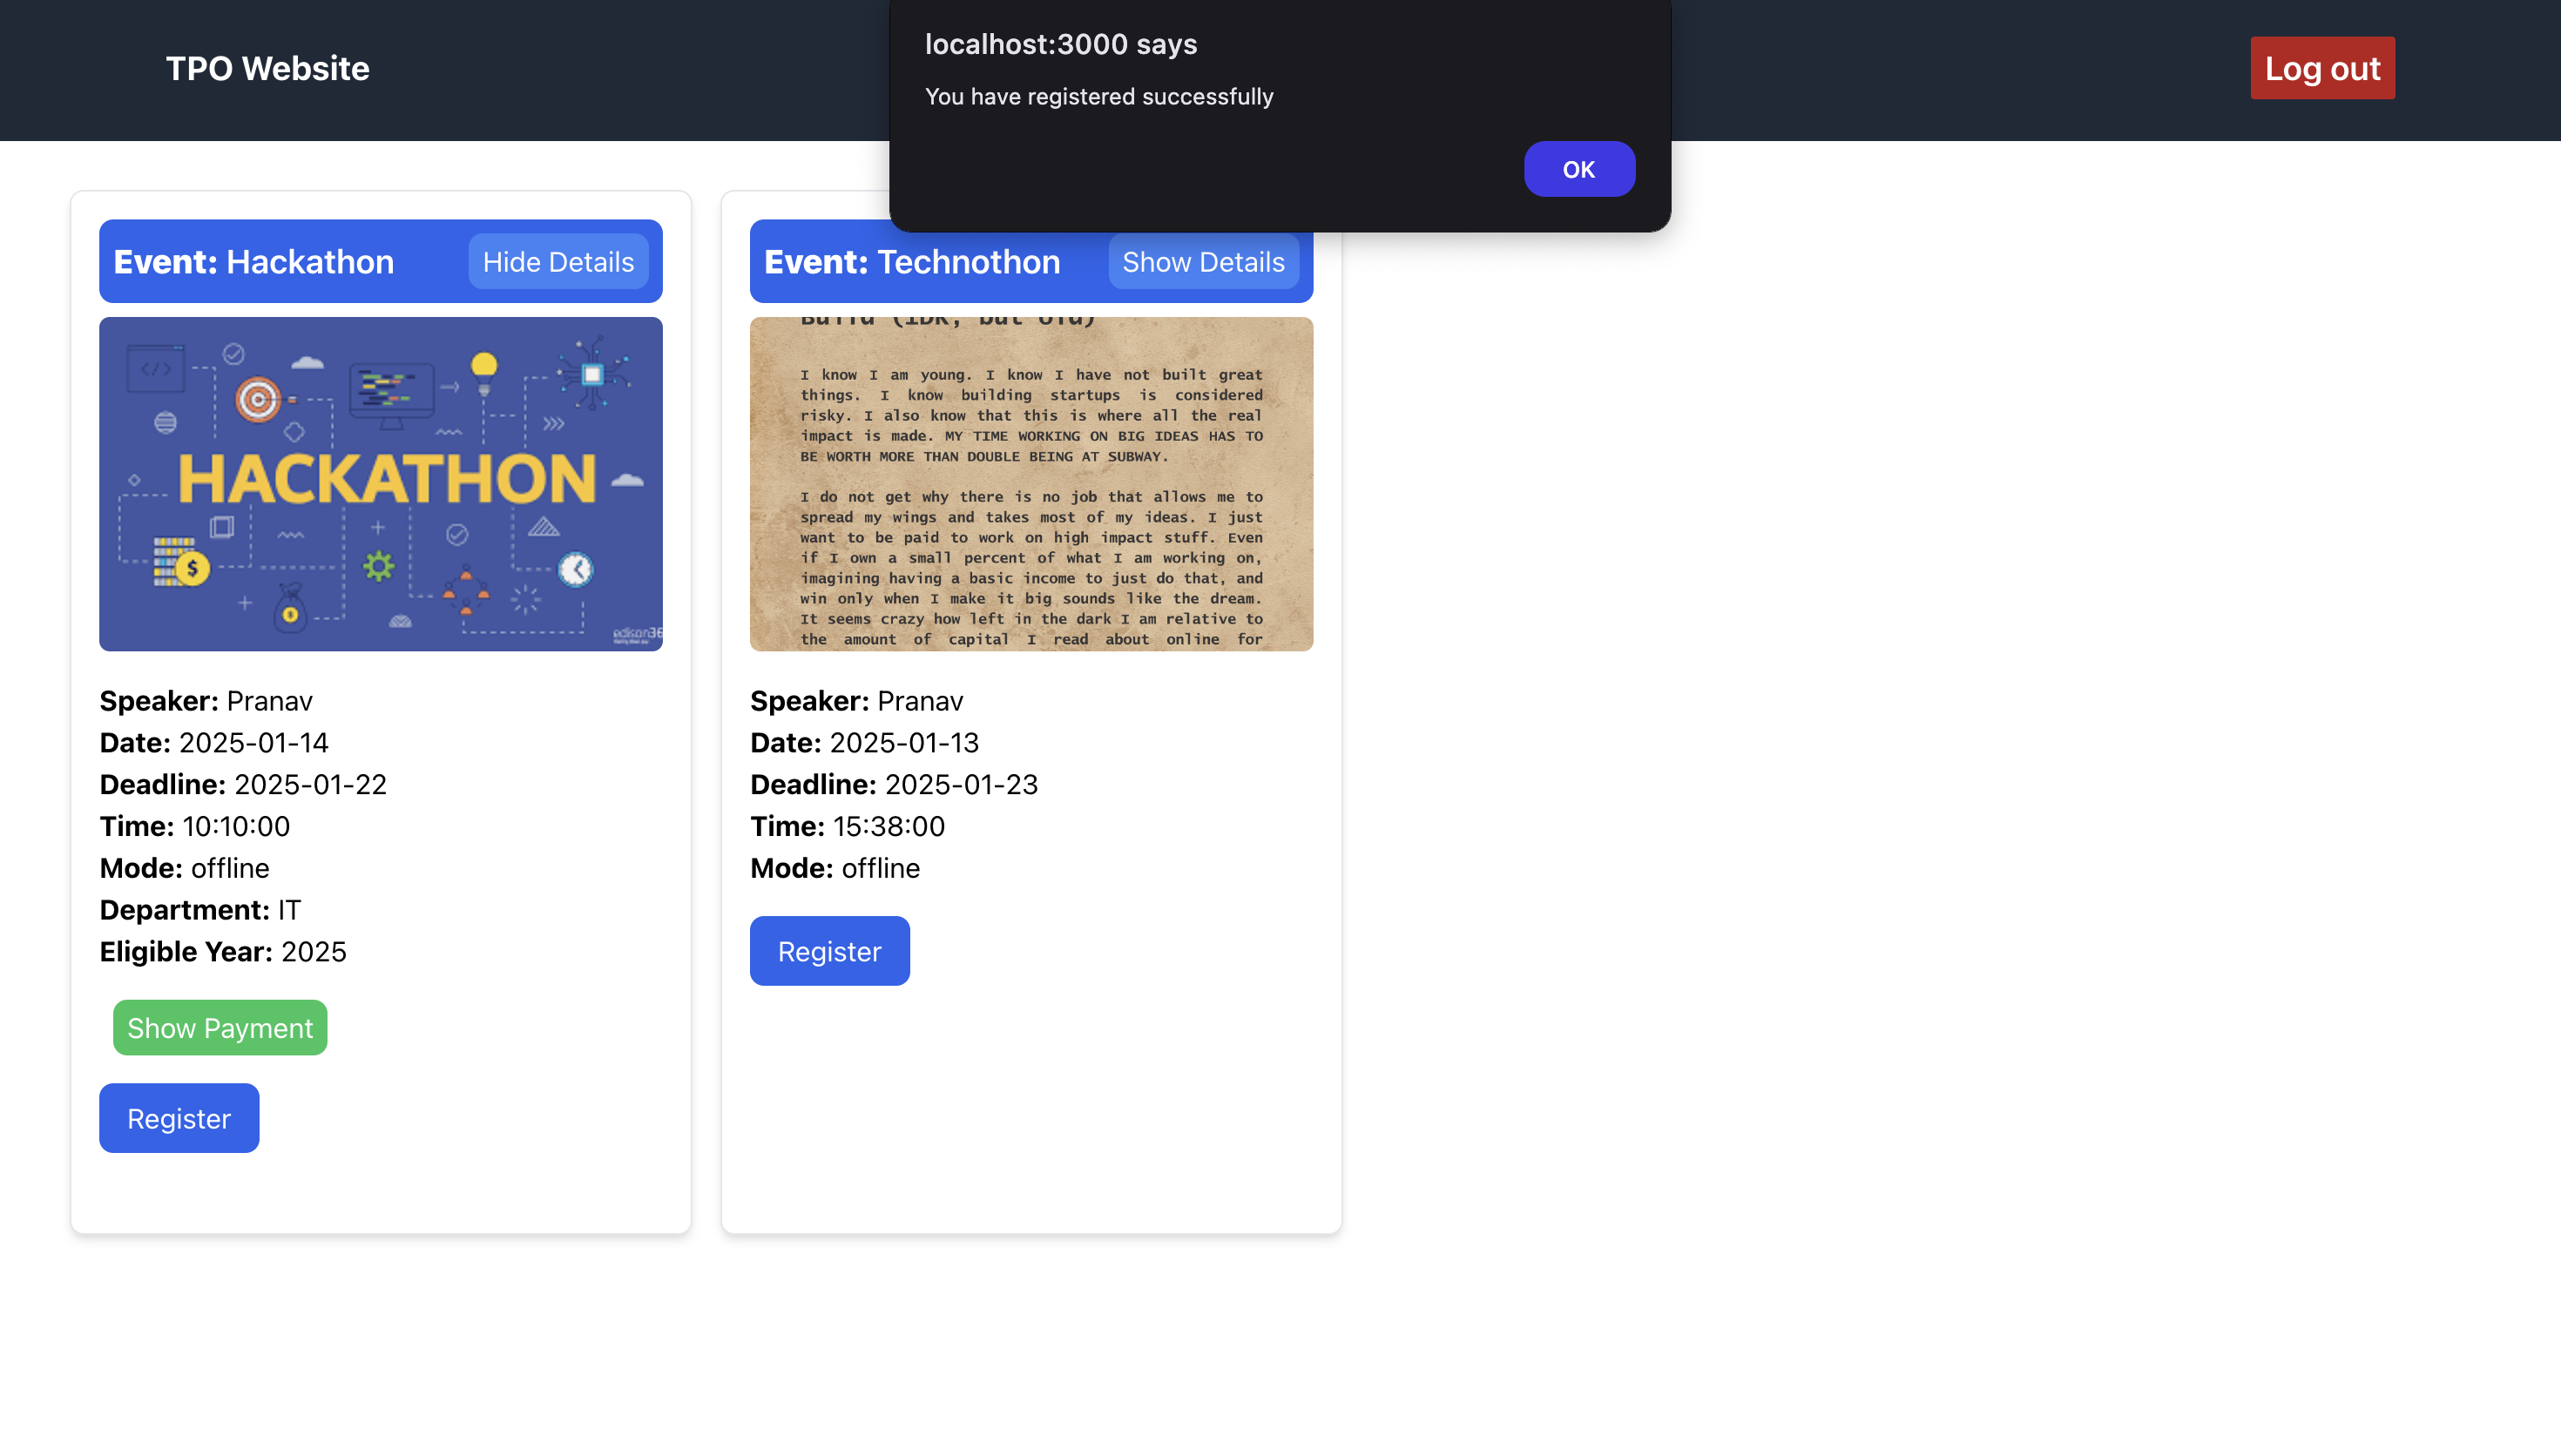 TPO Website
localhost:3000 says
You have registered successfully
OK
Log out
Event: Hackathon
Hide Details
</>
HACKATHON
$
Speaker: Pranav
Date: 2025-01-14
Deadline: 2025-01-22
Time: 10:10:00
Mode: offline
Department: IT
Eligible Year: 2025
Show Payment
Register
Event: Technothon
Show Details
Build (IDK, but Old)
I know I am young. I know I have not built great
things. I know building startups is considered
risky. I also know that this is where all the real
impact is made. MY TIME WORKING ON BIG IDEAS HAS TO
BE WORTH MORE THAN DOUBLE BEING AT SUBWAY.
I do not get why there is no job that allows me to
spread my wings and takes most of my ideas. I just
want to be paid to work on high impact stuff. Even
if I own a small percent of what I am working on,
imagining having a basic income to just do that, and
win only when I make it big sounds like the dream.
It seems crazy how left in the dark I am relative to
the amount of capital I read about online for
Speaker: Pranav
Date: 2025-01-13
Deadline: 2025-01-23
Time: 15:38:00
Mode: offline
Register